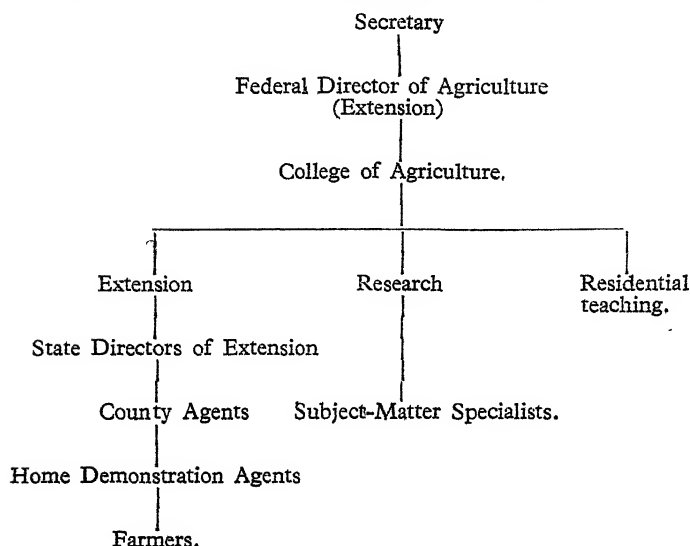 Secretary
Federal Director of Agriculture
(Extension)
College of Agriculture.
Extension
Research
Residential
teaching.
State Directors of Extension
County Agents
Subject-Matter Specialists.
Home Demonstration Agents
Farmers.